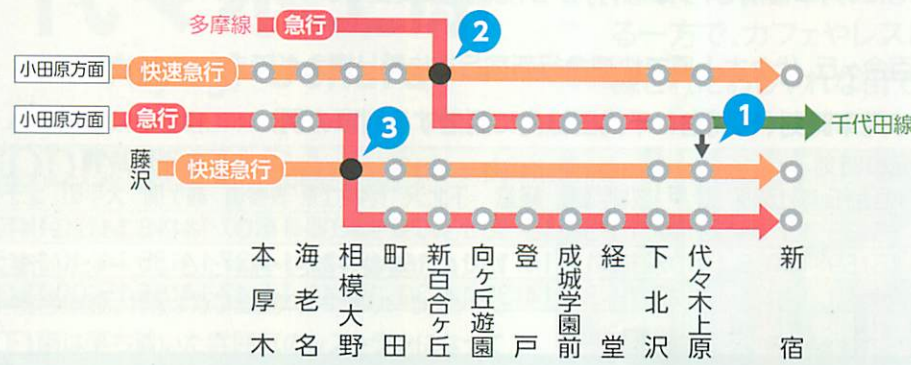 多摩線 急行
2
小田原方面 快速急行
小田原方面 急行
1
千代田線
3
藤沢 快速急行
本厚木
海老名
相模大野
町田
新百合ヶ丘
向ヶ丘遊園
登戸
成城学園前
経堂
下北沢
代々木上原
新宿